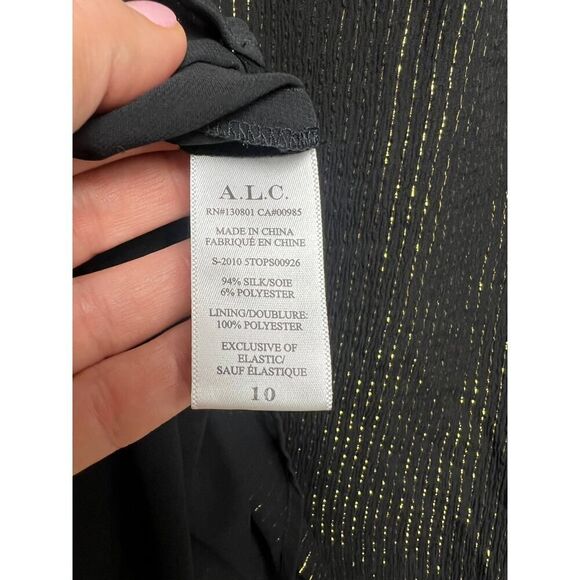 A.L.C.
RN#130801 CA#00985
MADE IN CHINA
FABRIQUÉ EN CHINE
S-2010 5TOPS00926
94% SILK/SOIE
6% POLYESTER
LINING/DOUBLURE:
100% POLYESTER
EXCLUSIVE OF
ELASTIC/
SAUF ÉLASTIQUE
10